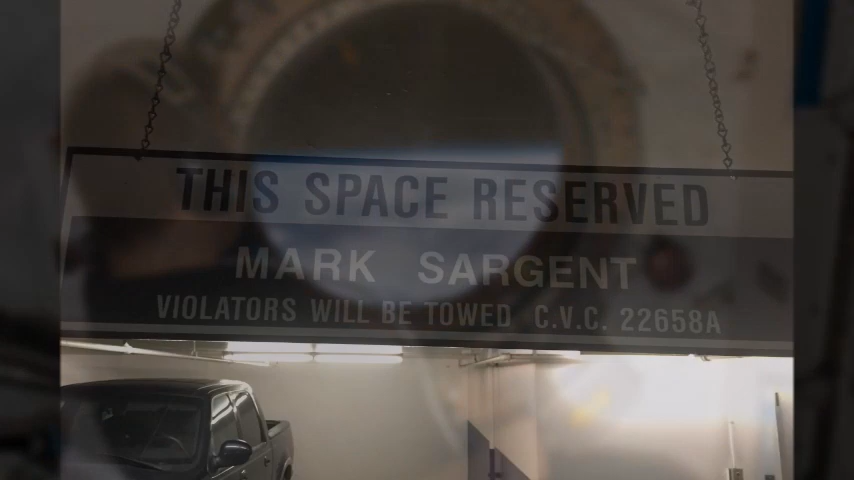 THIS SPACE RESERVED
MARK SARGENT
VIOLATORS WILL BE TOWED C.V.C. 22658A